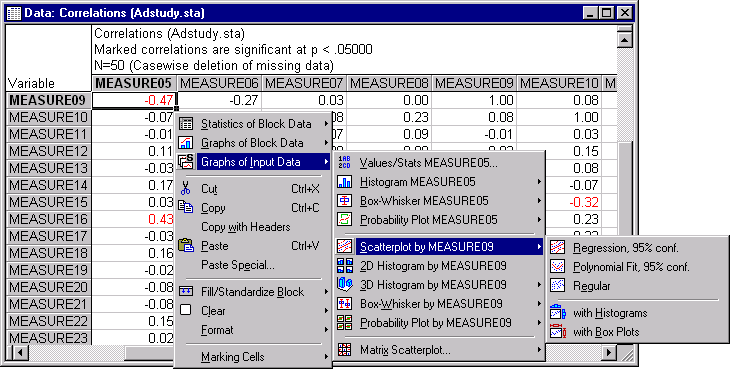 Data: Correlations (Adstudy.sta)
Correlations (Adstudy.sta)
Marked correlations are significant at p < .05000
N=50 (Casewise deletion of missing data)
Variable MEASURE05 MEASURE06 MEASURE07 MEASURE08 MEASURE09 MEASURE10 M
MEASURE09 -0.47 -0.27 0.03 0.00 1.00 0.08
MEASURE10 -0.07 08 0.23 0.08 1.00
MEASURE11 -0.01 07 0.09 -0.01 0.03
MEASURE12 0.11 0.15
MEASURE13 -0.03 0.08
MEASURE14 0.17 -0.07
MEASURE15 0.03 -0.32
MEASURE16 0.43 0.23
MEASURE17 -0.03
MEASURE18 0.16
MEASURE19 -0.02
MEASURE20 -0.08
MEASURE21 -0.08
MEASURE22 0.15
MEASURE23 0.02
Statistics of Block Data
Graphs of Block Data
Graphs of Input Data
Cut Ctrl+X
Copy Ctrl+C
Copy with Headers
Paste Ctrl+V
Paste Special...
Fill/Standardize Block
Clear
Format
Marking Cells
Values/Stats MEASURE05...
Histogram MEASURE05
Box-Whisker MEASURE05
Probability Plot MEASURE05
Scatterplot by MEASURE09
2D Histogram by MEASURE09
3D Histogram by MEASURE09
Box-Whisker by MEASURE09
Probability Plot by MEASURE09
Matrix Scatterplot...
Regression, 95% conf.
Polynomial Fit, 95% conf.
Regular
with Histograms
with Box Plots